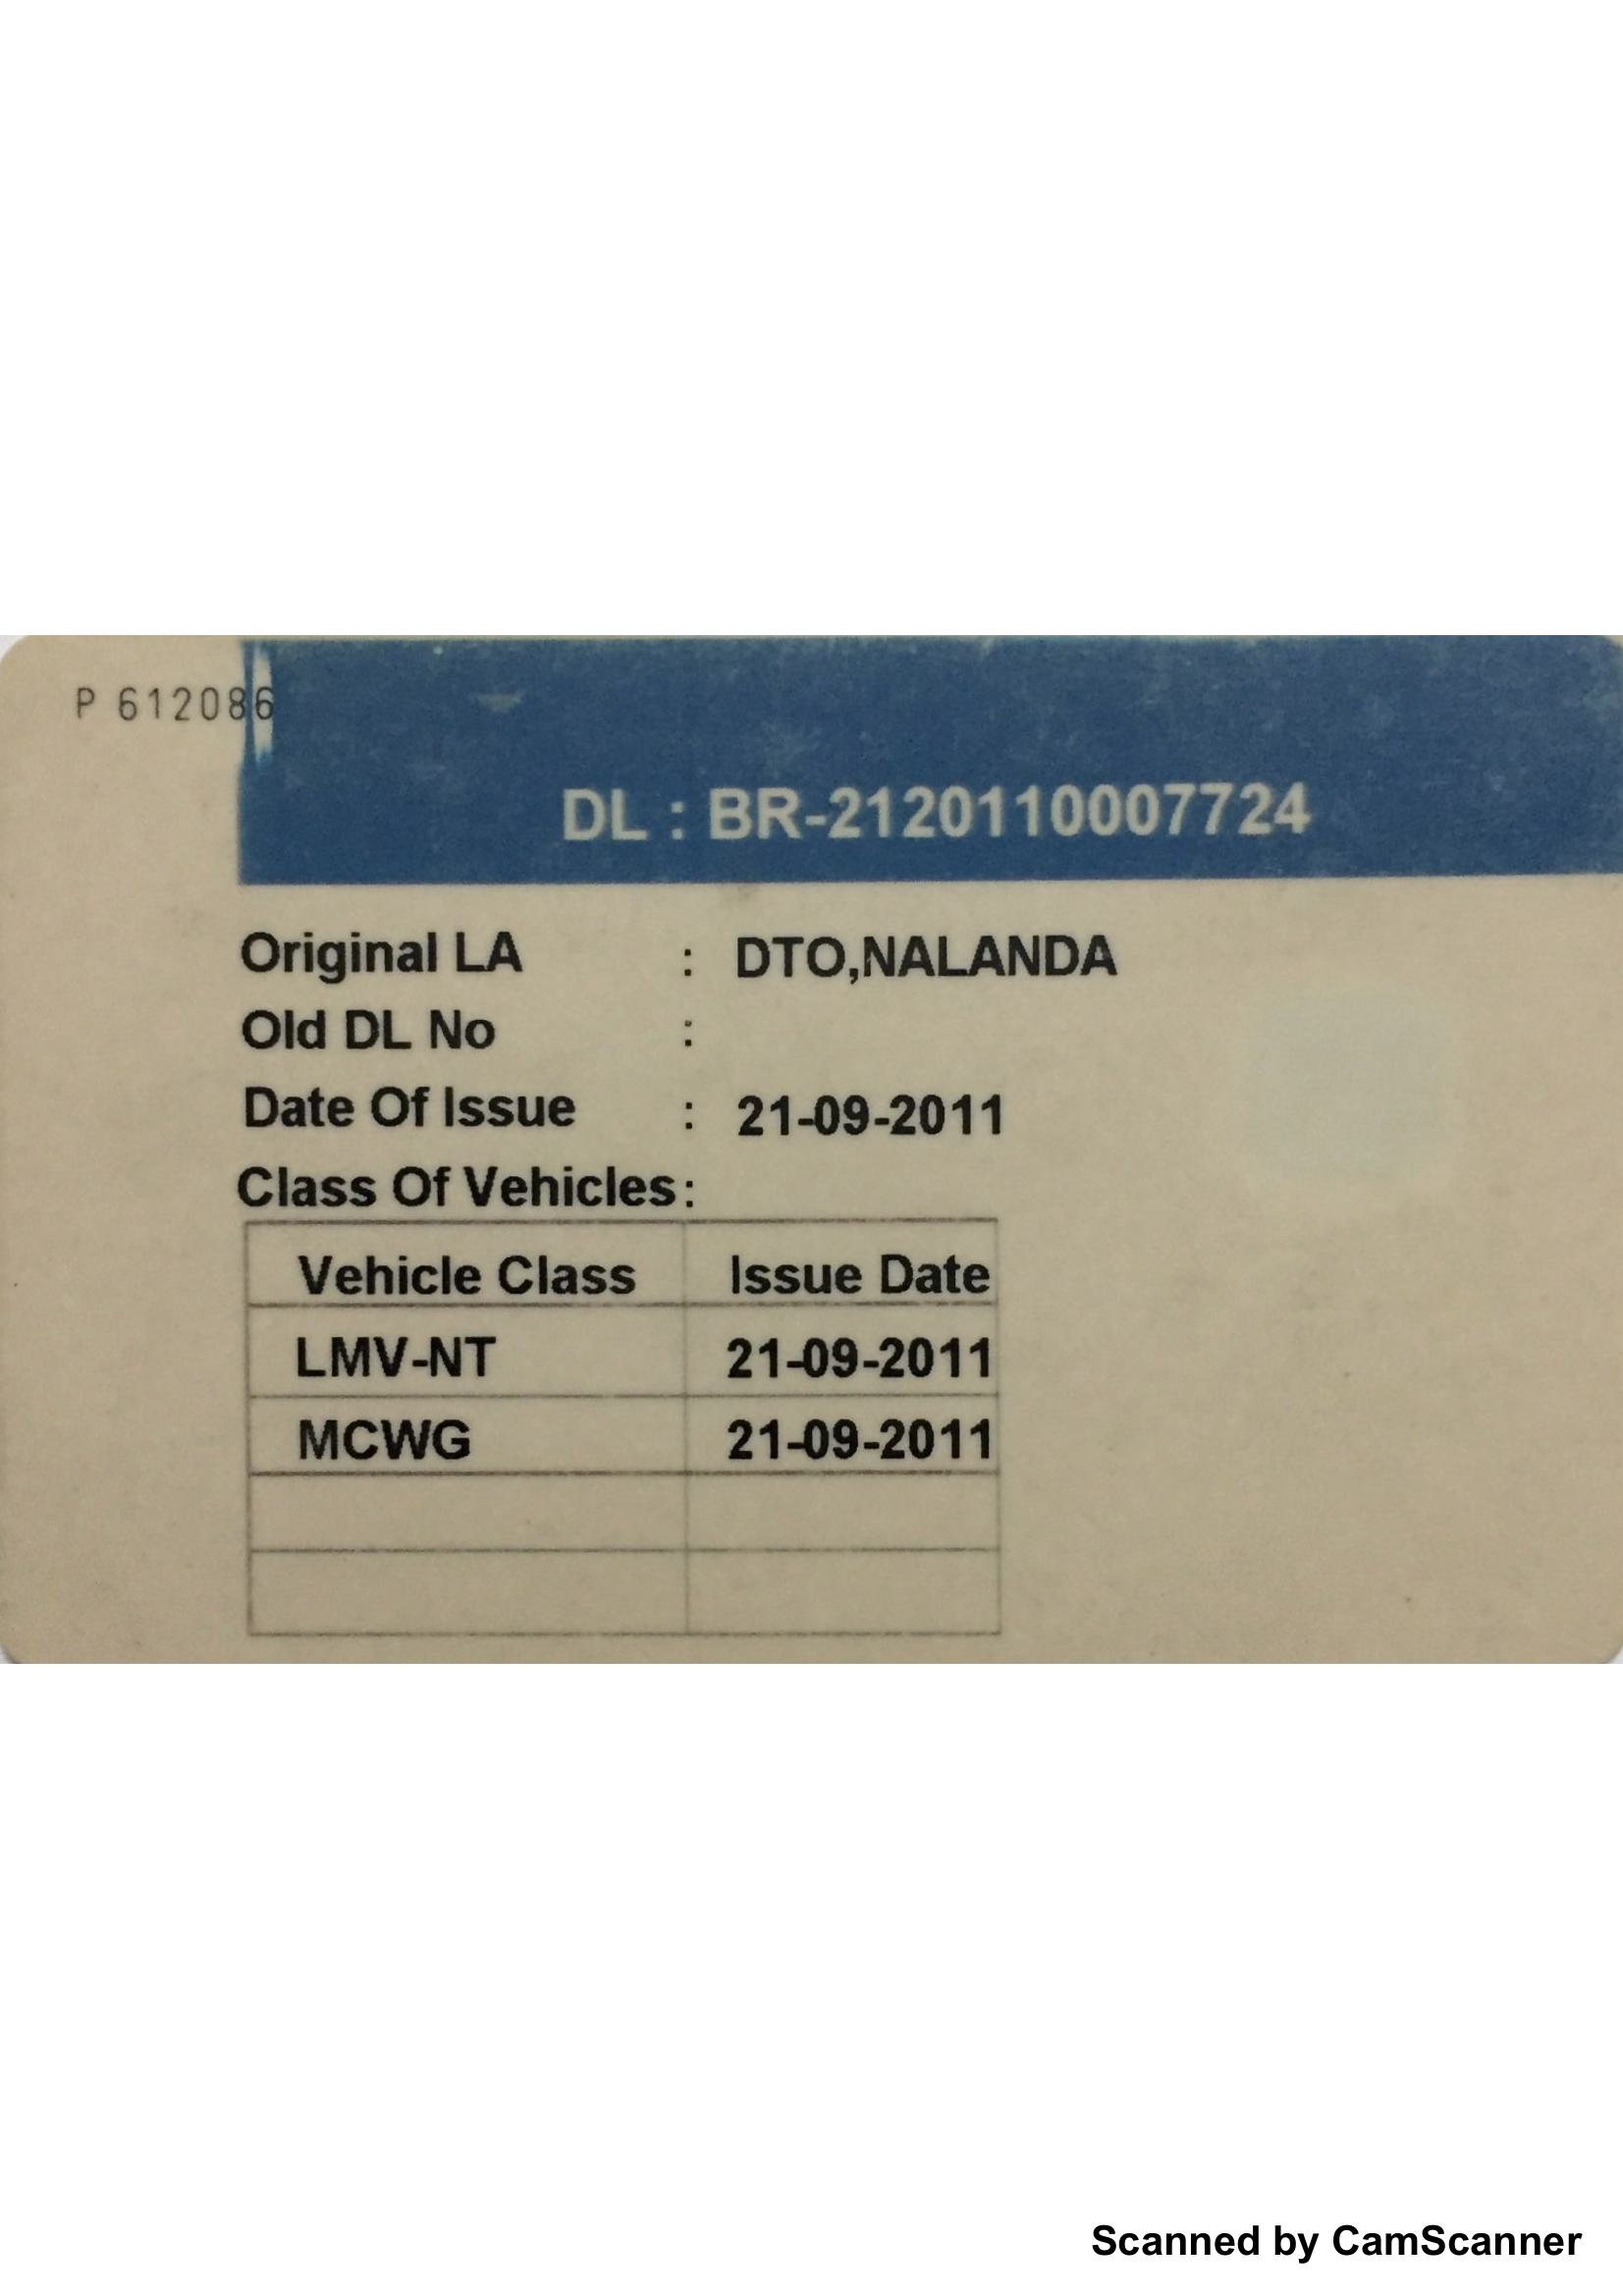 P 612086
DL : BR-2120110007724
Original LA : DTO,NALANDA
Old DL No :
Date Of Issue : 21-09-2011
Class Of Vehicles:
Vehicle Class Issue Date
LMV-NT 21-09-2011
MCWG 21-09-2011
Scanned by CamScanner